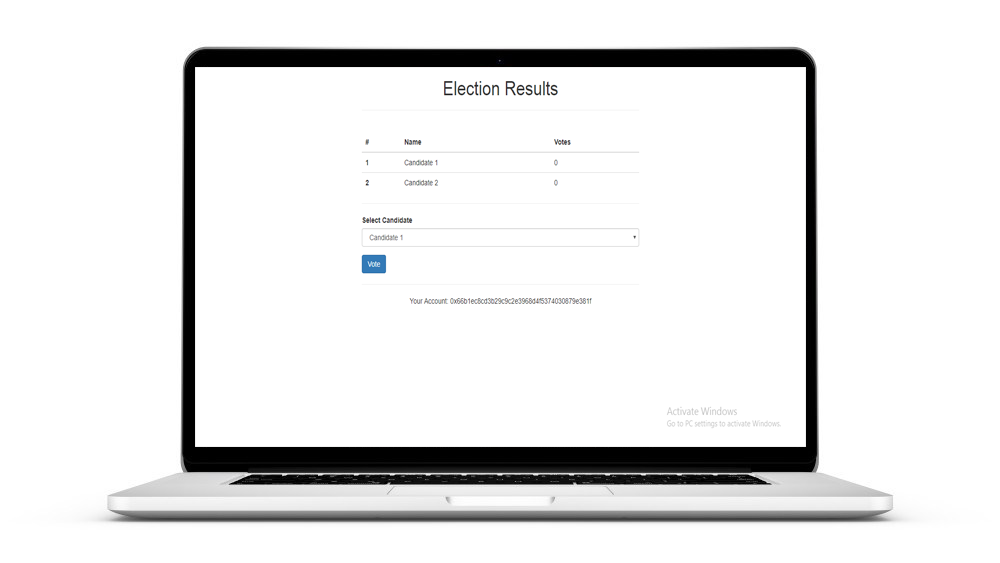 Election Results
# Name Votes
1 Candidate 1 0
2 Candidate 2 0
Select Candidate
Candidate 1
Vote
Your Account: 0x66b1ec8cd3b29c9c2e3968d4f5374030879e381f
Activate Windows
Go to PC settings to activate Windows.